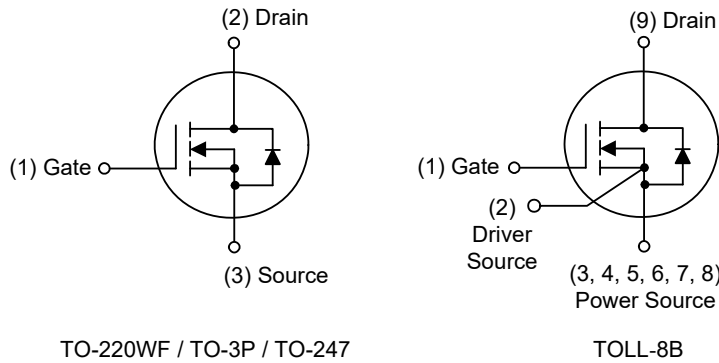 (2) Drain
(1) Gate
(3) Source
TO-220WF / TO-3P / TO-247
(9) Drain
(1) Gate
(2)
Driver
Source
(3, 4, 5, 6, 7, 8)
Power Source
TOLL-8B